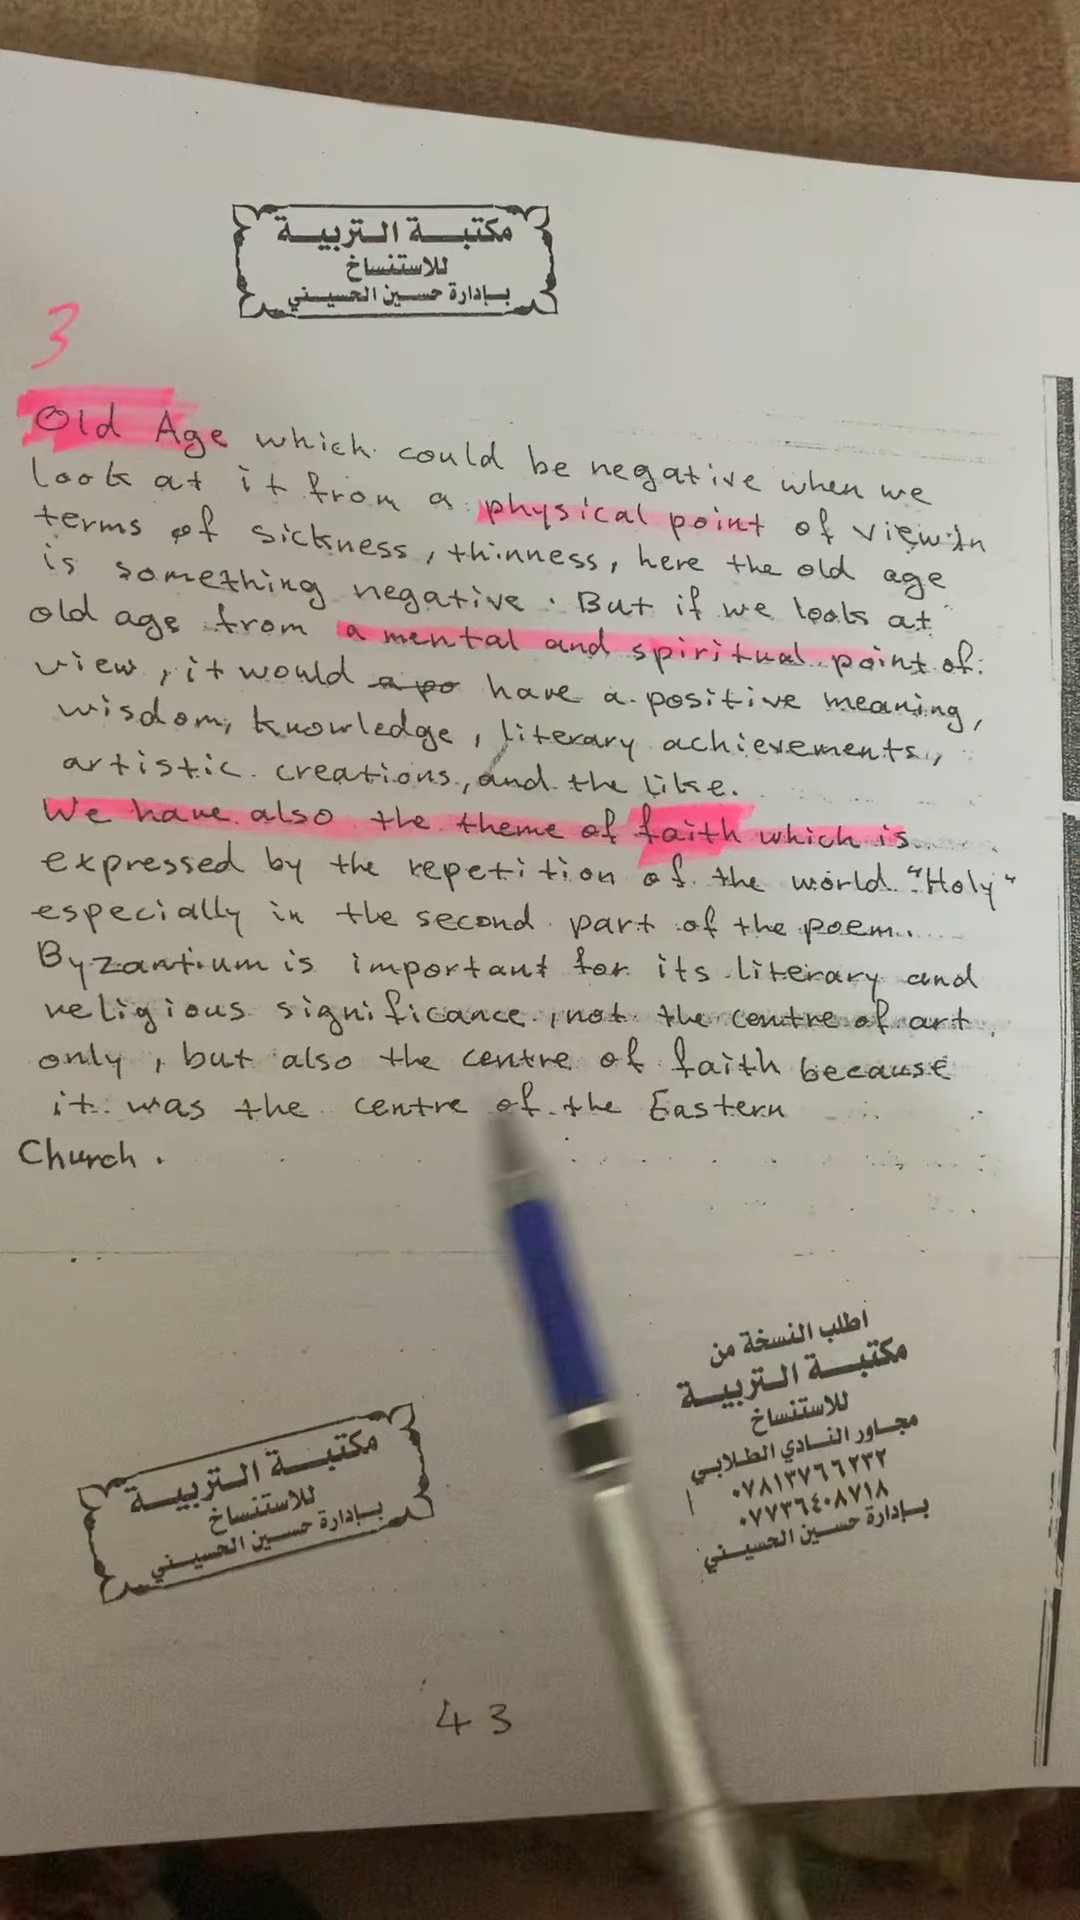 مكتبة التربية
للاستنساخ
بإدارة حسين الحسيني
3
Old Age which could be negative when we
look at it from a physical point of view in
terms of sickness, thinness, here the old age
is something negative. But if we looks at
old age from a mental and spiritual point of
view, it would a po have a positive meaning,
wisdom, knowledge, literary achievements,
artistic creations, and the like.
We have also the theme of faith which is
expressed by the repetition of the world "Holy"
especially in the second part of the poem.
Byzantium is important for its literary and
religious significance, not the centre of art
only, but also the centre of faith because
it was the centre of the Eastern
Church.
اطلب النسخة من
مكتبة التربية
للاستنساخ
مجاور النادي الطلابي
٠٧٨١٣٧٦٦٢٣٢
٠٧٧٣٦٤٠٨٧١٨
بإدارة حسين الحسيني
مكتبة التربية
للاستنساخ
بإدارة حسين الحسيني
43